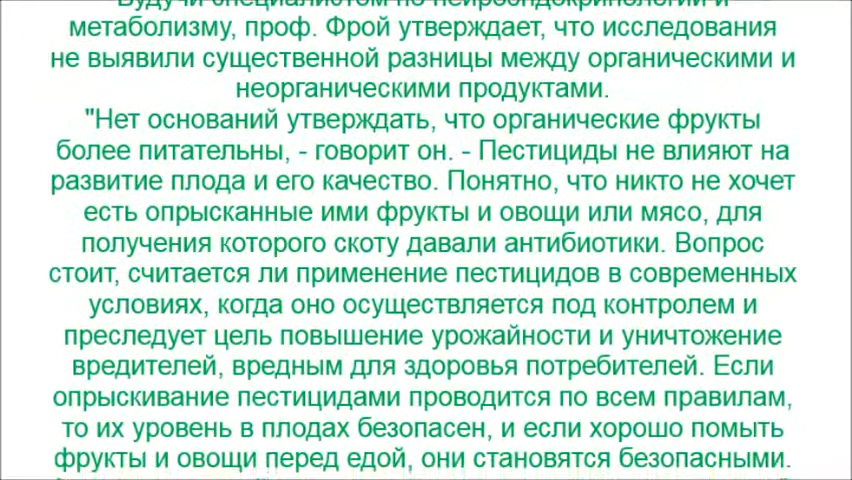 Будучи специалистом по нейроэндокринологии и
метаболизму, проф. Фрой утверждает, что исследования
не выявили существенной разницы между органическими и
неорганическими продуктами.
"Нет оснований утверждать, что органические фрукты
более питательны, - говорит он. - Пестициды не влияют на
развитие плода и его качество. Понятно, что никто не хочет
есть опрысканные ими фрукты и овощи или мясо, для
получения которого скоту давали антибиотики. Вопрос
стоит, считается ли применение пестицидов в современных
условиях, когда оно осуществляется под контролем и
преследует цель повышение урожайности и уничтожение
вредителей, вредным для здоровья потребителей. Если
опрыскивание пестицидами проводится по всем правилам,
то их уровень в плодах безопасен, и если хорошо помыть
фрукты и овощи перед едой, они становятся безопасными.